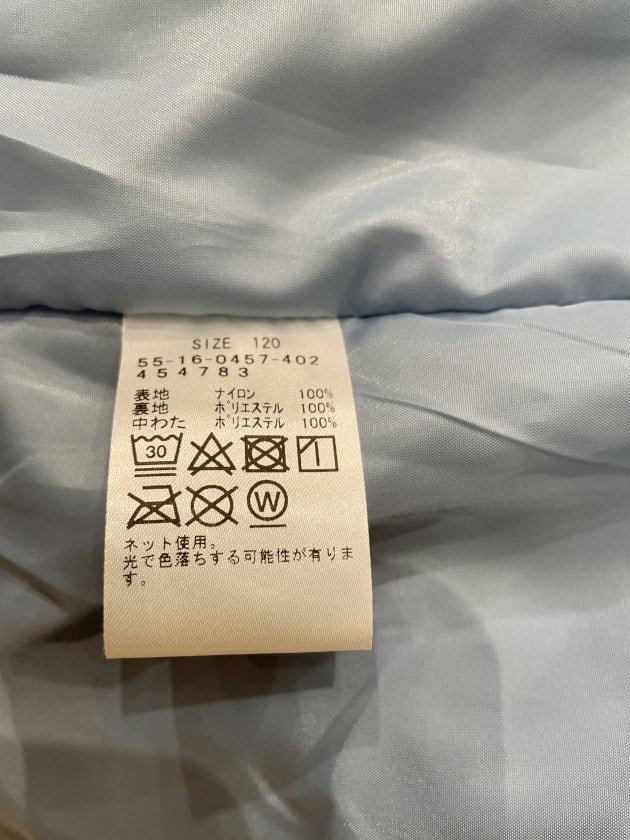 SIZE 120
55-16-0457-402
454783
表地 ナイロン 100%
裏地 ポリエステル 100%
中わた ポリエステル 100%
30
W
ネット使用。
光で色落ちする可能性が有りま
す。